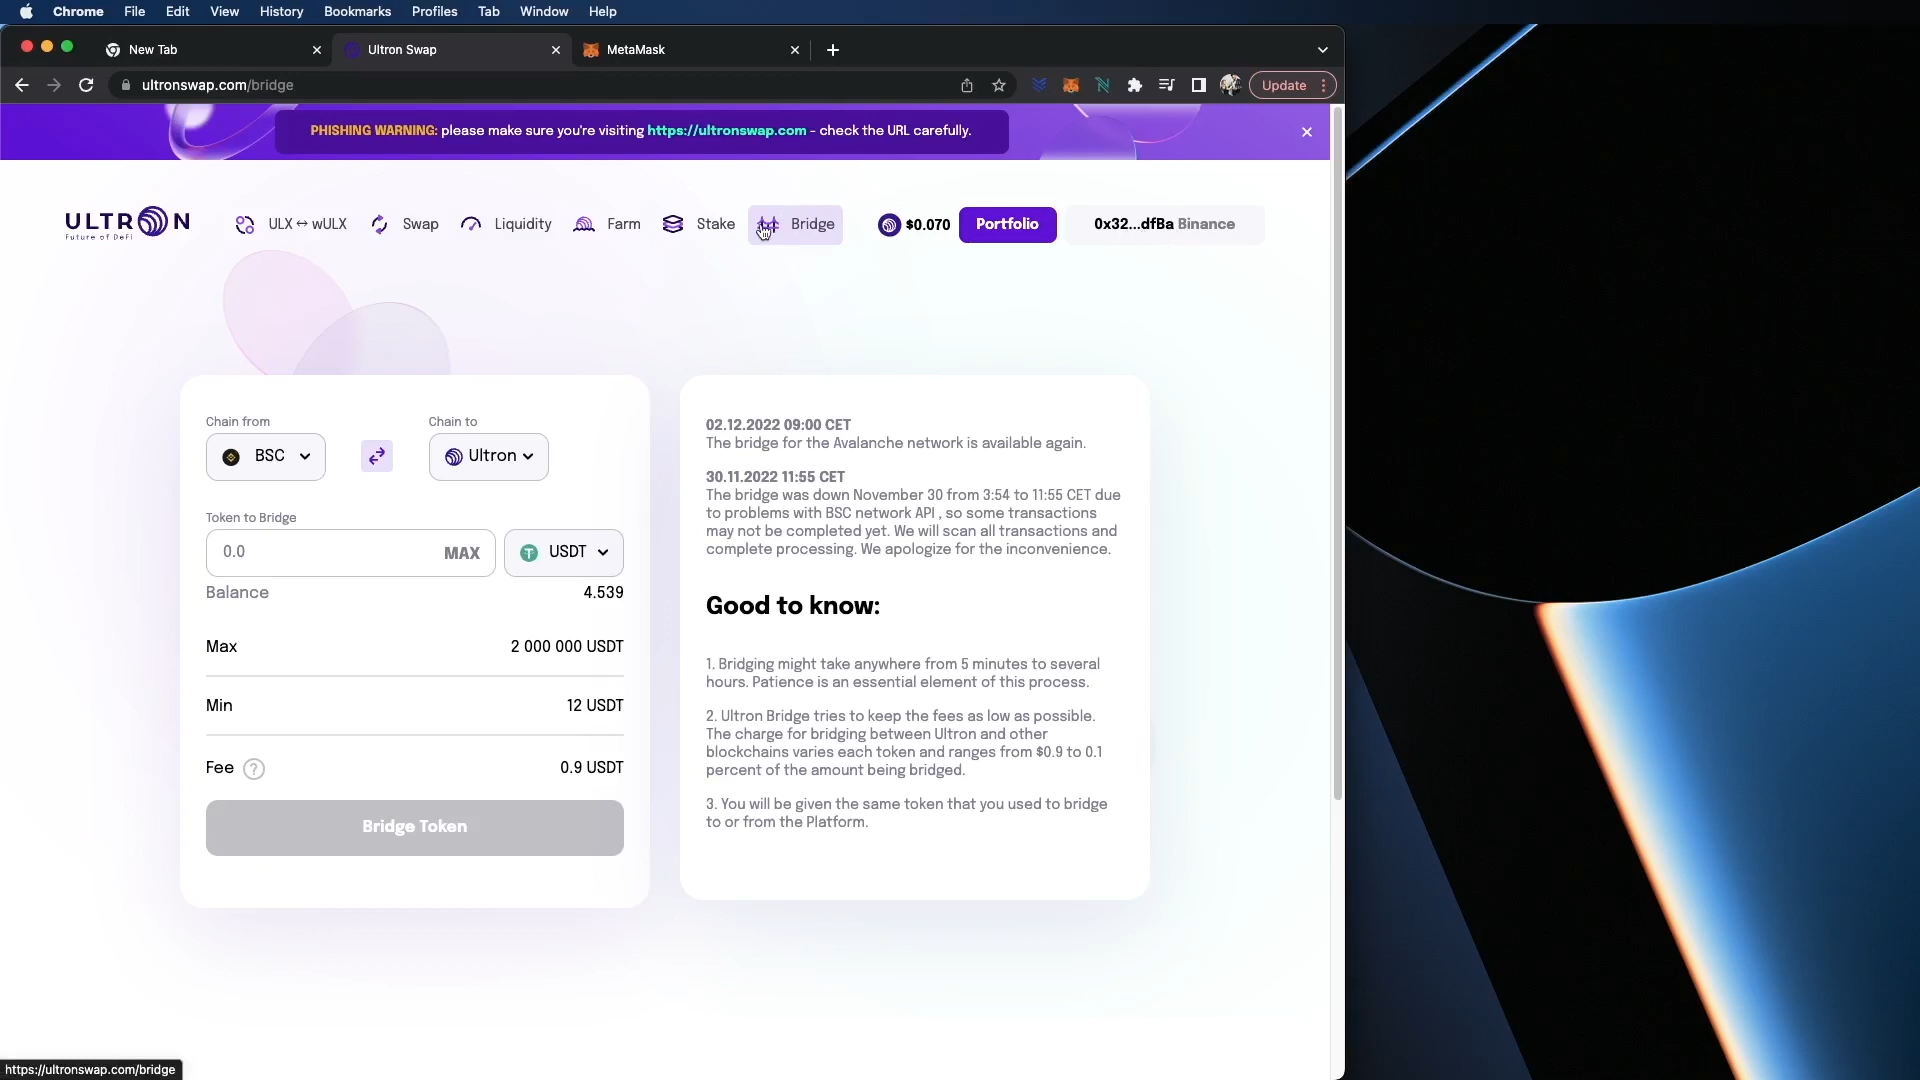 Chrome File Edit View History Bookmarks Profiles Tab Window Help
New Tab
Ultron Swap
MetaMask
ultronswap.com/bridge
Update
PHISHING WARNING: please make sure you're visiting https://ultronswap.com - check the URL carefully.
ULTRON
Future of DeFi
ULX ↔ wULX
Swap
Liquidity
Farm
Stake
Bridge
$0.070
Portfolio
0x32...dfBa Binance
Chain from
Chain to
BSC
Ultron
Token to Bridge
0.0
MAX
USDT
Balance
4.539
Max
2 000 000 USDT
Min
12 USDT
Fee ?
0.9 USDT
Bridge Token
02.12.2022 09:00 CET
The bridge for the Avalanche network is available again.
30.11.2022 11:55 CET
The bridge was down November 30 from 3:54 to 11:55 CET due
to problems with BSC network API , so some transactions
may not be completed yet. We will scan all transactions and
complete processing. We apologize for the inconvenience.
Good to know:
1. Bridging might take anywhere from 5 minutes to several
hours. Patience is an essential element of this process.
2. Ultron Bridge tries to keep the fees as low as possible.
The charge for bridging between Ultron and other
blockchains varies each token and ranges from $0.9 to 0.1
percent of the amount being bridged.
3. You will be given the same token that you used to bridge
to or from the Platform.
https://ultronswap.com/bridge